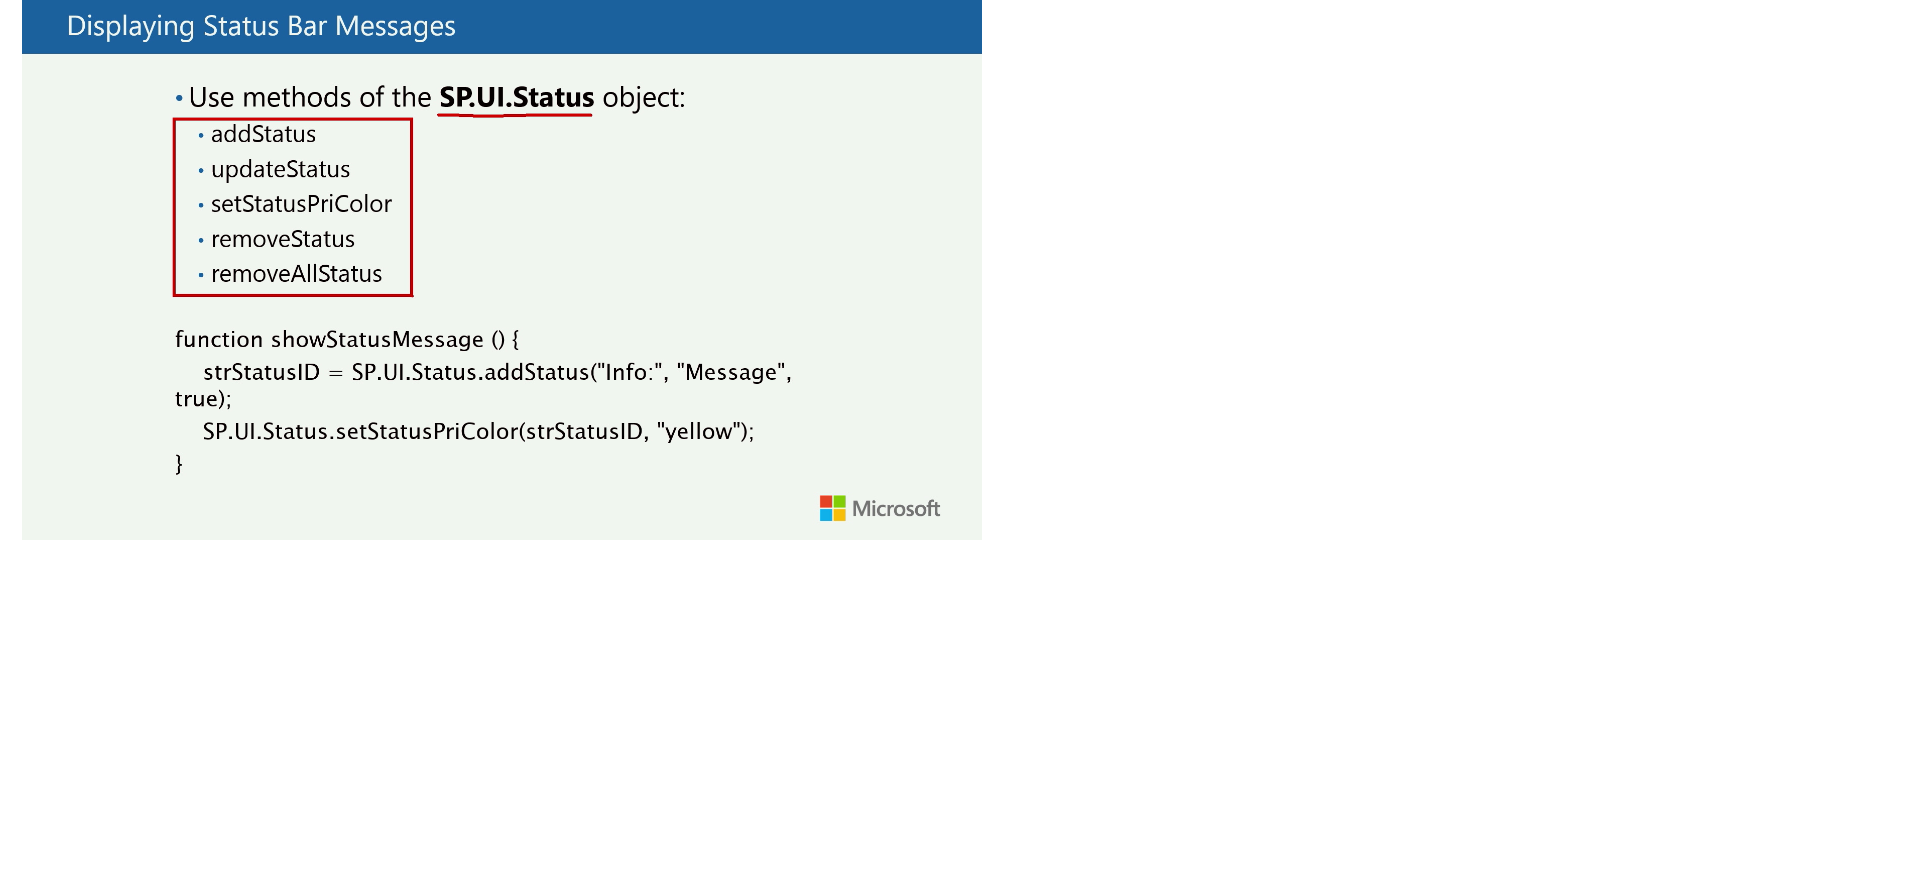 Displaying Status Bar Messages
• Use methods of the SP.UI.Status object:
• addStatus
• updateStatus
• setStatusPriColor
• removeStatus
• removeAllStatus
function showStatusMessage () {
strStatusID = SP.UI.Status.addStatus("Info:", "Message",
true);
SP.UI.Status.setStatusPriColor(strStatusID, "yellow");
}
Microsoft